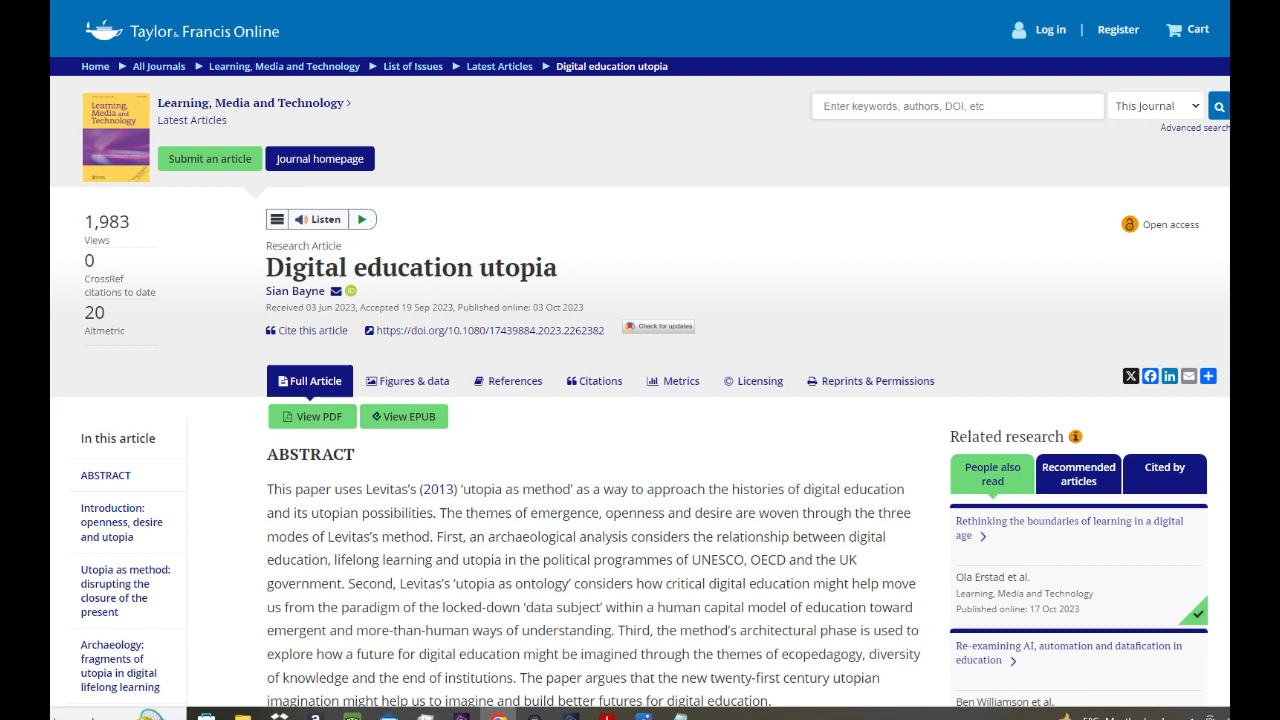 Taylor & Francis Online
Log in | Register Cart
Home All Journals Learning, Media and Technology List of Issues Latest Articles Digital education utopia
Learning, Media and Technology
Learning, Media and Technology
Latest Articles
Enter keywords, authors, DOI, etc
This Journal
Advanced search
Submit an article
Journal homepage
1,983
Views
0
CrossRef
citations to date
20
Altmetric
Listen
Open access
Research Article
Digital education utopia
Sian Bayne
Received 03 Jun 2023, Accepted 19 Sep 2023, Published online: 03 Oct 2023
Cite this article https://doi.org/10.1080/17439884.2023.2262382 Check for updates
Full Article Figures & data References Citations Metrics Licensing Reprints & Permissions
View PDF View EPUB
In this article
ABSTRACT
Introduction:
openness, desire
and utopia
Utopia as method:
disrupting the
closure of the
present
Archaeology:
fragments of
utopia in digital
lifelong learning
ABSTRACT
This paper uses Levitas’s (2013) ‘utopia as method’ as a way to approach the histories of digital education
and its utopian possibilities. The themes of emergence, openness and desire are woven through the three
modes of Levitas’s method. First, an archaeological analysis considers the relationship between digital
education, lifelong learning and utopia in the political programmes of UNESCO, OECD and the UK
government. Second, Levitas’s ‘utopia as ontology’ considers how critical digital education might help move
us from the paradigm of the locked-down ‘data subject’ within a human capital model of education toward
emergent and more-than-human ways of understanding. Third, the method’s architectural phase is used to
explore how a future for digital education might be imagined through the themes of ecopedagogy, diversity
of knowledge and the end of institutions. The paper argues that the new twenty-first century utopian
imagination might help us to imagine and build better futures for digital education.
Related research
People also
read
Recommended
articles
Cited by
Rethinking the boundaries of learning in a digital
age
Ola Erstad et al.
Learning, Media and Technology
Published online: 17 Oct 2023
Re-examining AI, automation and datafication in
education
Ben Williamson et al.